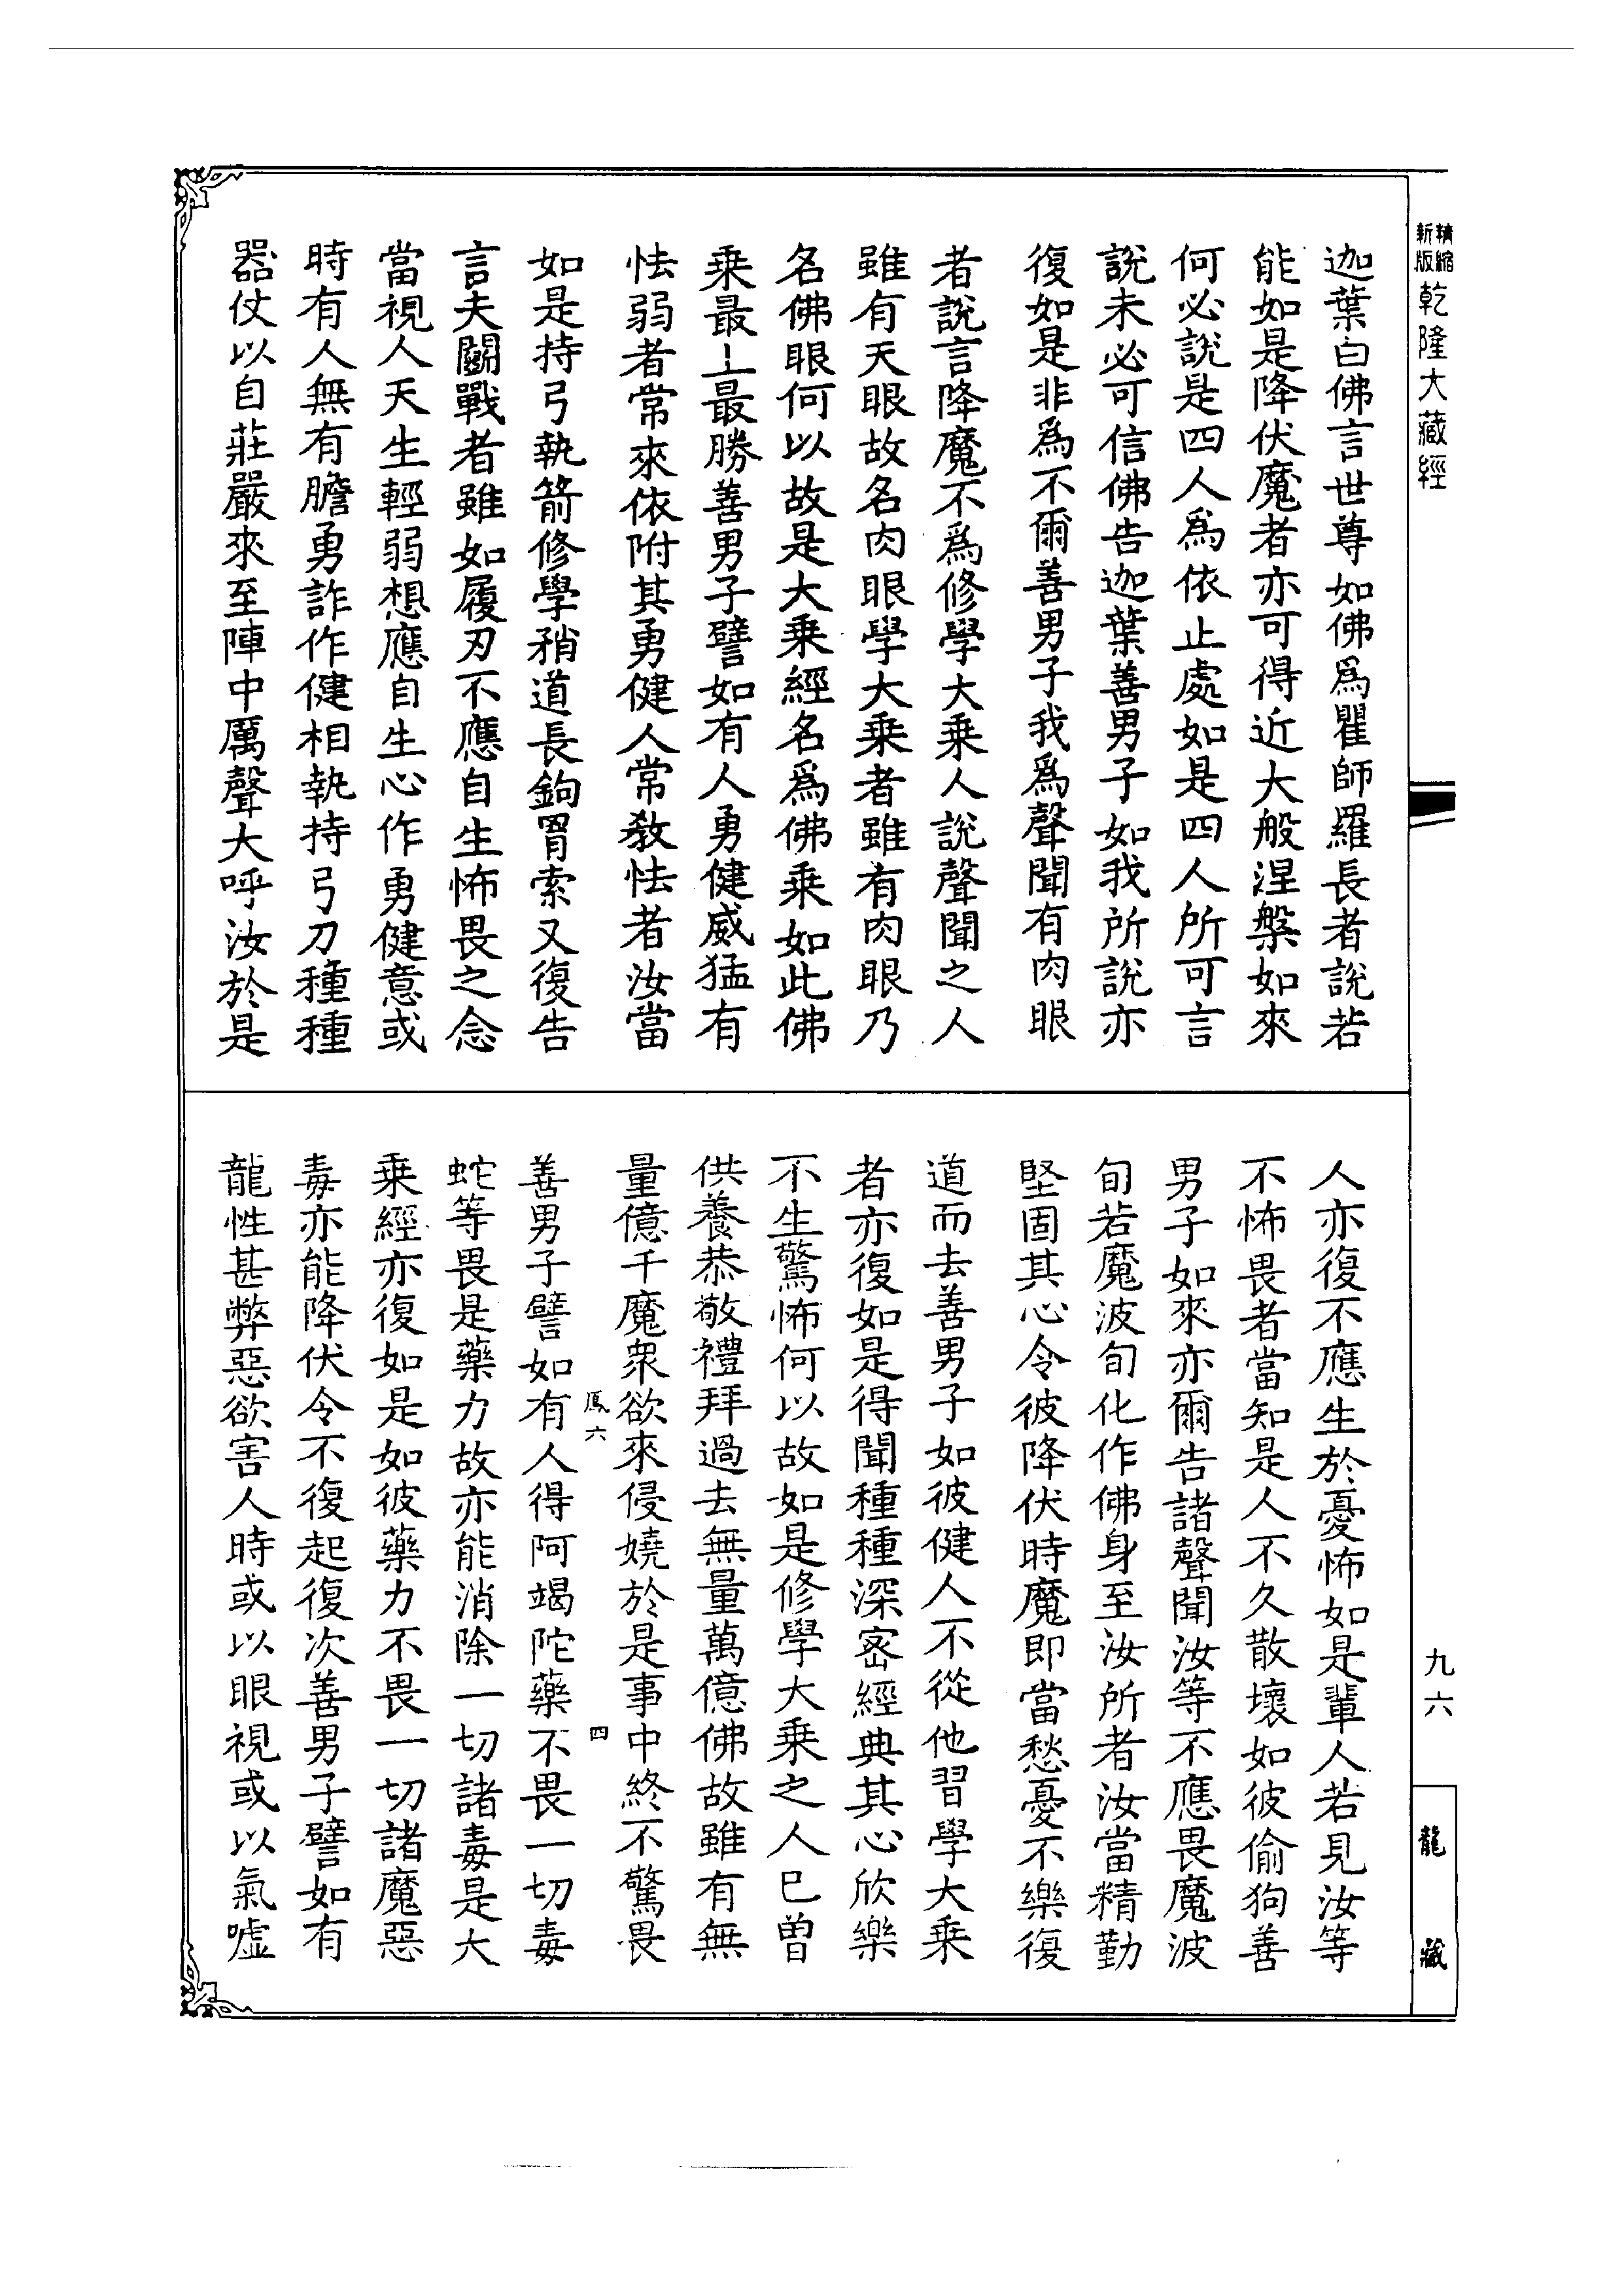 精縮新版乾隆大藏經
迦葉白佛言世尊如佛爲瞿師羅長者說若
能如是降伏魔者亦可得近大般涅槃如來
何必說是四人爲依止處如是四人所可言
說未必可信佛告迦葉善男子如我所說亦
復如是非爲不爾善男子我爲聲聞有肉眼
者說言降魔不爲修學大乘人說聲聞之人
雖有天眼故名肉眼學大乘者雖有肉眼乃
名佛眼何以故是大乘經名爲佛乘如此佛
乘最上最勝善男子譬如有人勇健威猛有
怯弱者常來依附其勇健人常教怯者汝當
如是持弓執箭修學矟道長鉤罥索又復告
言夫鬬戰者雖如履刃不應自生怖畏之念
當視人天生輕弱想應自生心作勇健意或
時有人無有膽勇詐作健相執持弓刀種種
器仗以自莊嚴來至陣中厲聲大呼汝於是
人亦復不應生於憂怖如是輩人若見汝等
不怖畏者當知是人不久散壞如彼偷狗善
男子如來亦爾告諸聲聞汝等不應畏魔波
旬若魔波旬化作佛身至汝所者汝當精勤
堅固其心令彼降伏時魔即當愁憂不樂復
道而去善男子如彼健人不從他習學大乘
者亦復如是得聞種種深密經典其心欣樂
不生驚怖何以故如是修學大乘之人已曾
供養恭敬禮拜過去無量萬億佛故雖有無
量億千魔衆欲來侵嬈於是事中終不驚畏
鳳六 四
善男子譬如有人得阿竭陀藥不畏一切毒
蛇等畏是藥力故亦能消除一切諸毒是大
乘經亦復如是如彼藥力不畏一切諸魔惡
毒亦能降伏令不復起復次善男子譬如有
龍性甚弊惡欲害人時或以眼視或以氣噓
九六
龍藏